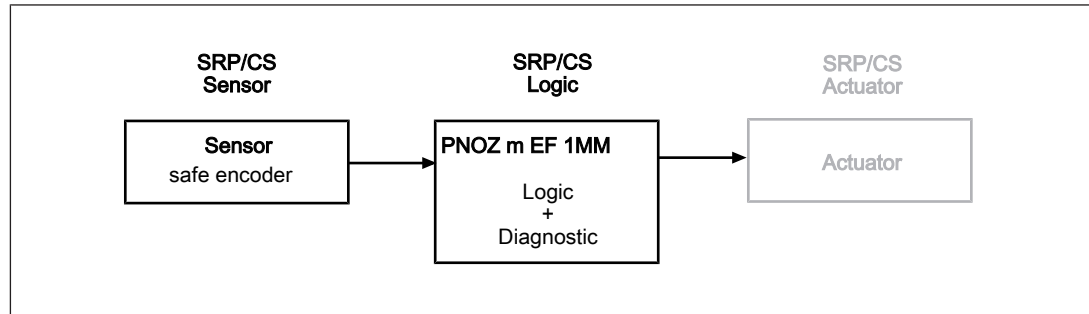 SRP/CS
Sensor
SRP/CS
Logic
SRP/CS
Actuator
Sensor
safe encoder
PNOZ m EF 1MM
Logic
+
Diagnostic
Actuator